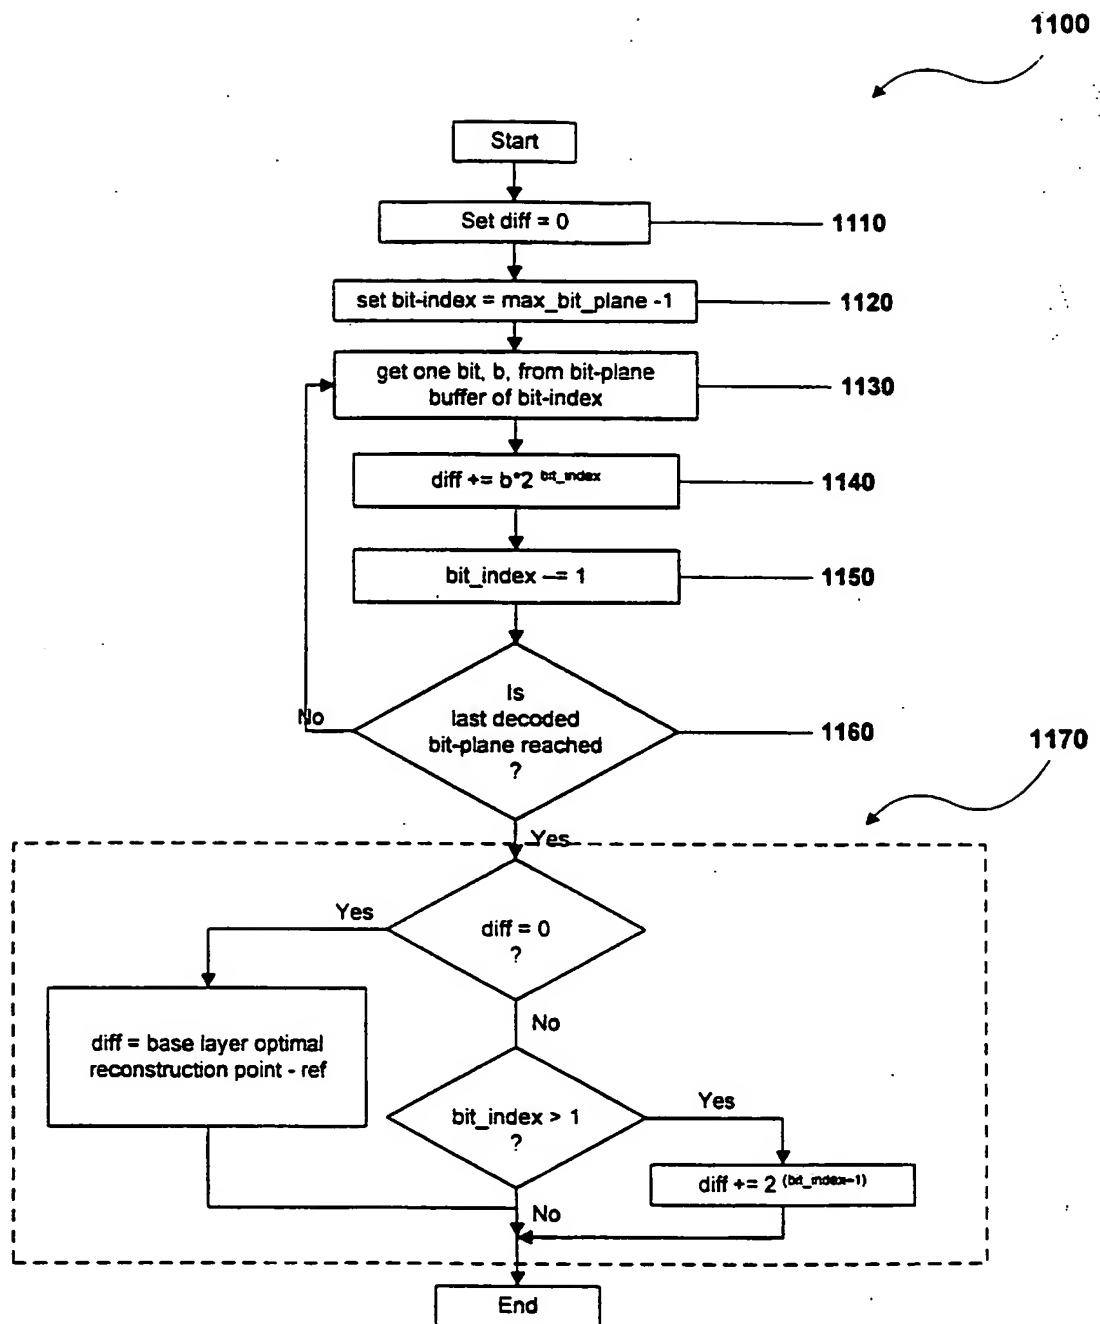 1100
Start
Set diff = 0
1110
set bit-index = max_bit_plane -1
1120
get one bit, b, from bit-plane
buffer of bit-index
1130
diff += b*2 bit_index
1140
bit_index -= 1
1150
Is
last decoded
bit-plane reached
?
1160
No
1170
Yes
diff = 0
?
Yes
diff = base layer optimal
reconstruction point - ref
No
bit_index > 1
?
Yes
diff += 2 (bit_index-1)
No
End